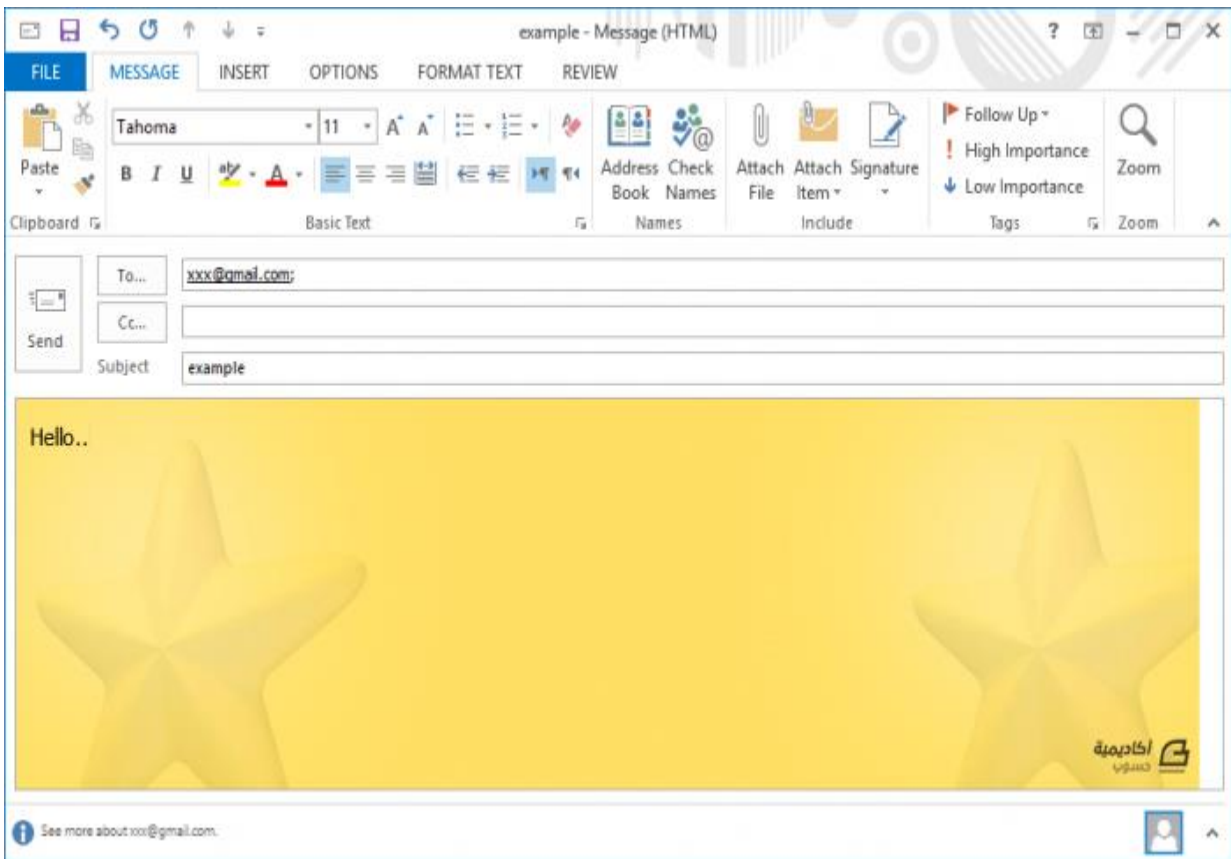 example - Message (HTML)
FILE MESSAGE INSERT OPTIONS FORMAT TEXT REVIEW
Tahoma 11
Paste
B I U
Address Book
Check Names
Attach File
Attach Item
Signature
Follow Up
High Importance
Low Importance
Zoom
Clipboard Basic Text Names Include Tags Zoom
Send
To... xxx@gmail.com;
Cc...
Subject example
Hello..
أكاديمية
حسوب
See more about xxx@gmail.com.